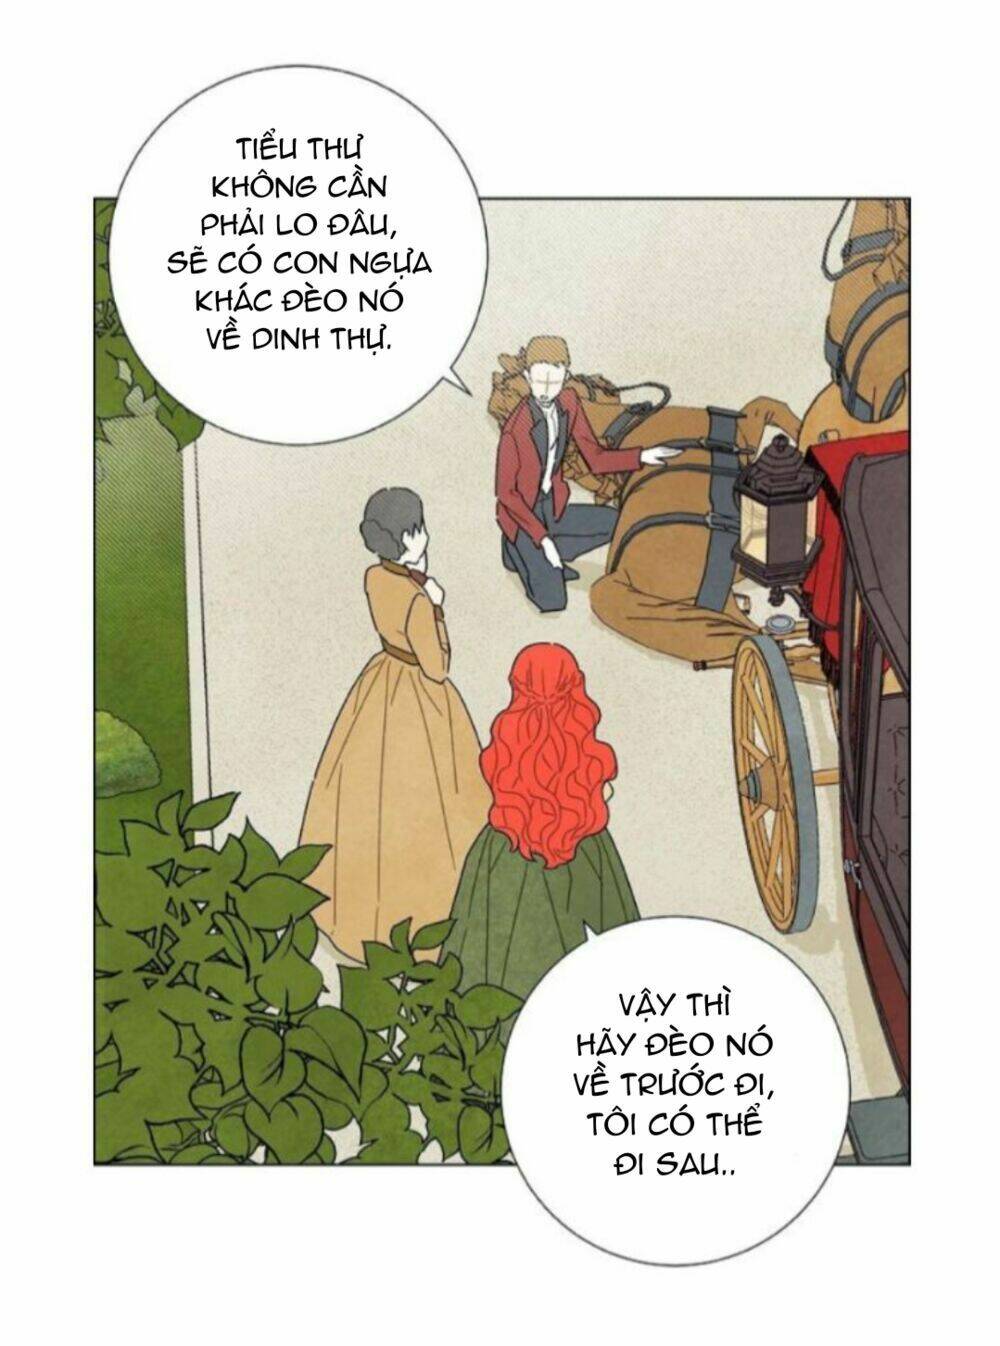 TIỂU THƯ
KHÔNG CẦN
PHẢI LO ĐÂU,
SẼ CÓ CON NGỰA
KHÁC ĐÈO NÓ
VỀ DINH THỰ.
VẬY THÌ
HÃY ĐÈO NÓ
VỀ TRƯỚC ĐI,
TÔI CÓ THỂ
ĐI SAU..